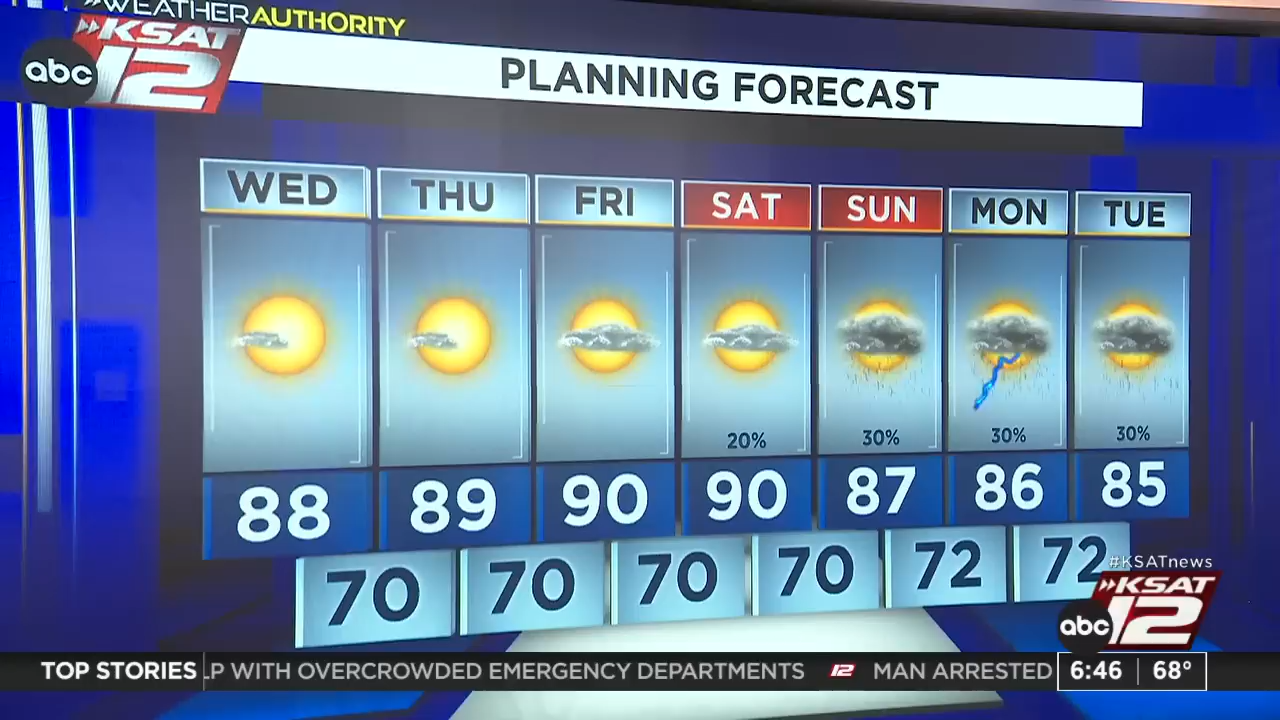 WEATHERAUTHORITY
KSAT
abc 12
PLANNING FORECAST
WED THU FRI SAT SUN MON TUE
20% 30% 30% 30%
88 89 90 90 87 86 85
70 70 70 70 72 72
#KSATnews
KSAT
abc 12
TOP STORIES LP WITH OVERCROWDED EMERGENCY DEPARTMENTS 12 MAN ARRESTED 6:46 68°